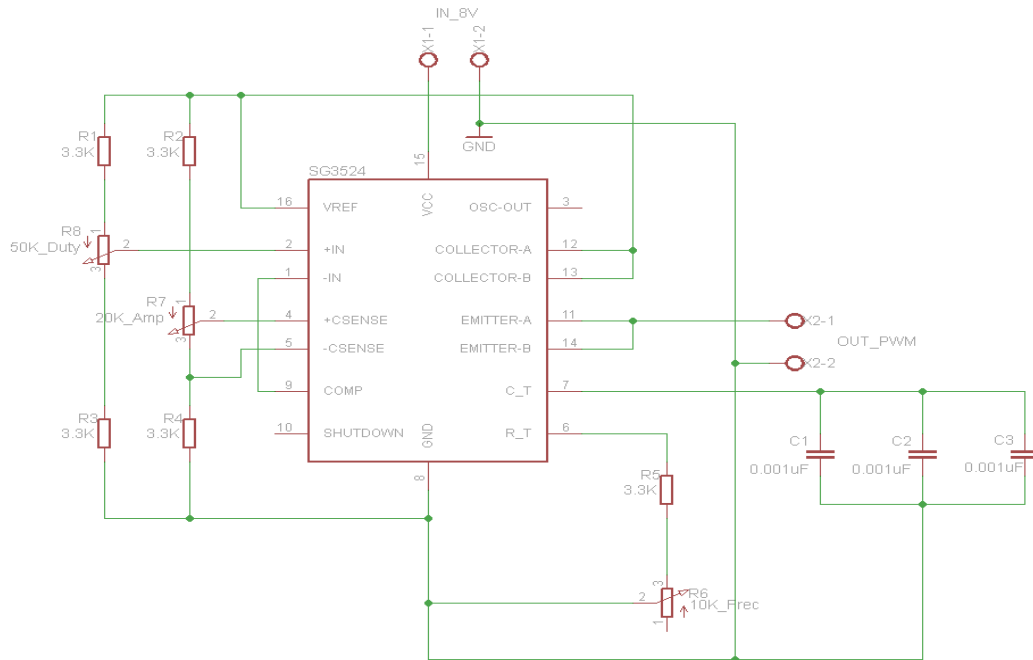 IN_8V
X1-1
X1-2
GND
R1
3.3K
R2
3.3K
SG3524
15
VCC
16
VREF
OSC-OUT
3
R8
50K_Duty
1
2
3
2
+IN
COLLECTOR-A
12
1
-IN
COLLECTOR-B
13
R7
20K_Amp
1
2
3
4
+CSENSE
EMITTER-A
11
X2-1
5
-CSENSE
EMITTER-B
14
OUT_PWM
X2-2
9
COMP
C_T
7
R3
3.3K
R4
3.3K
10
SHUTDOWN
GND
R_T
6
8
C1
0.001uF
C2
0.001uF
C3
0.001uF
R5
3.3K
3
2
R6
10K_Frec
1